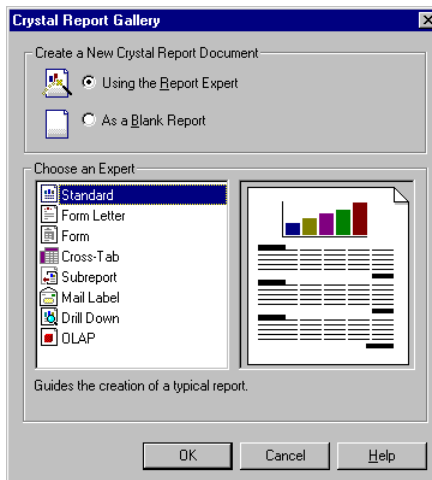 Crystal Report Gallery
Create a New Crystal Report Document
Using the Report Expert
As a Blank Report
Choose an Expert
Standard
Form Letter
Form
Cross-Tab
Subreport
Mail Label
Drill Down
OLAP
Guides the creation of a typical report.
OK Cancel Help